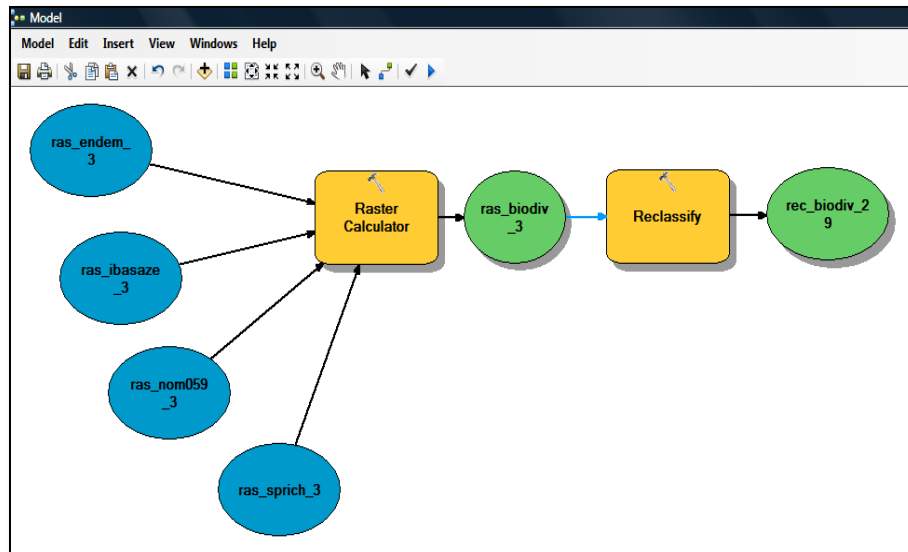 Model
Model Edit Insert View Windows Help
ras_endem_
3
ras_ibasaze
_3
ras_nom059
_3
ras_sprich_3
Raster
Calculator
ras_biodiv
_3
Reclassify
rec_biodiv_2
9